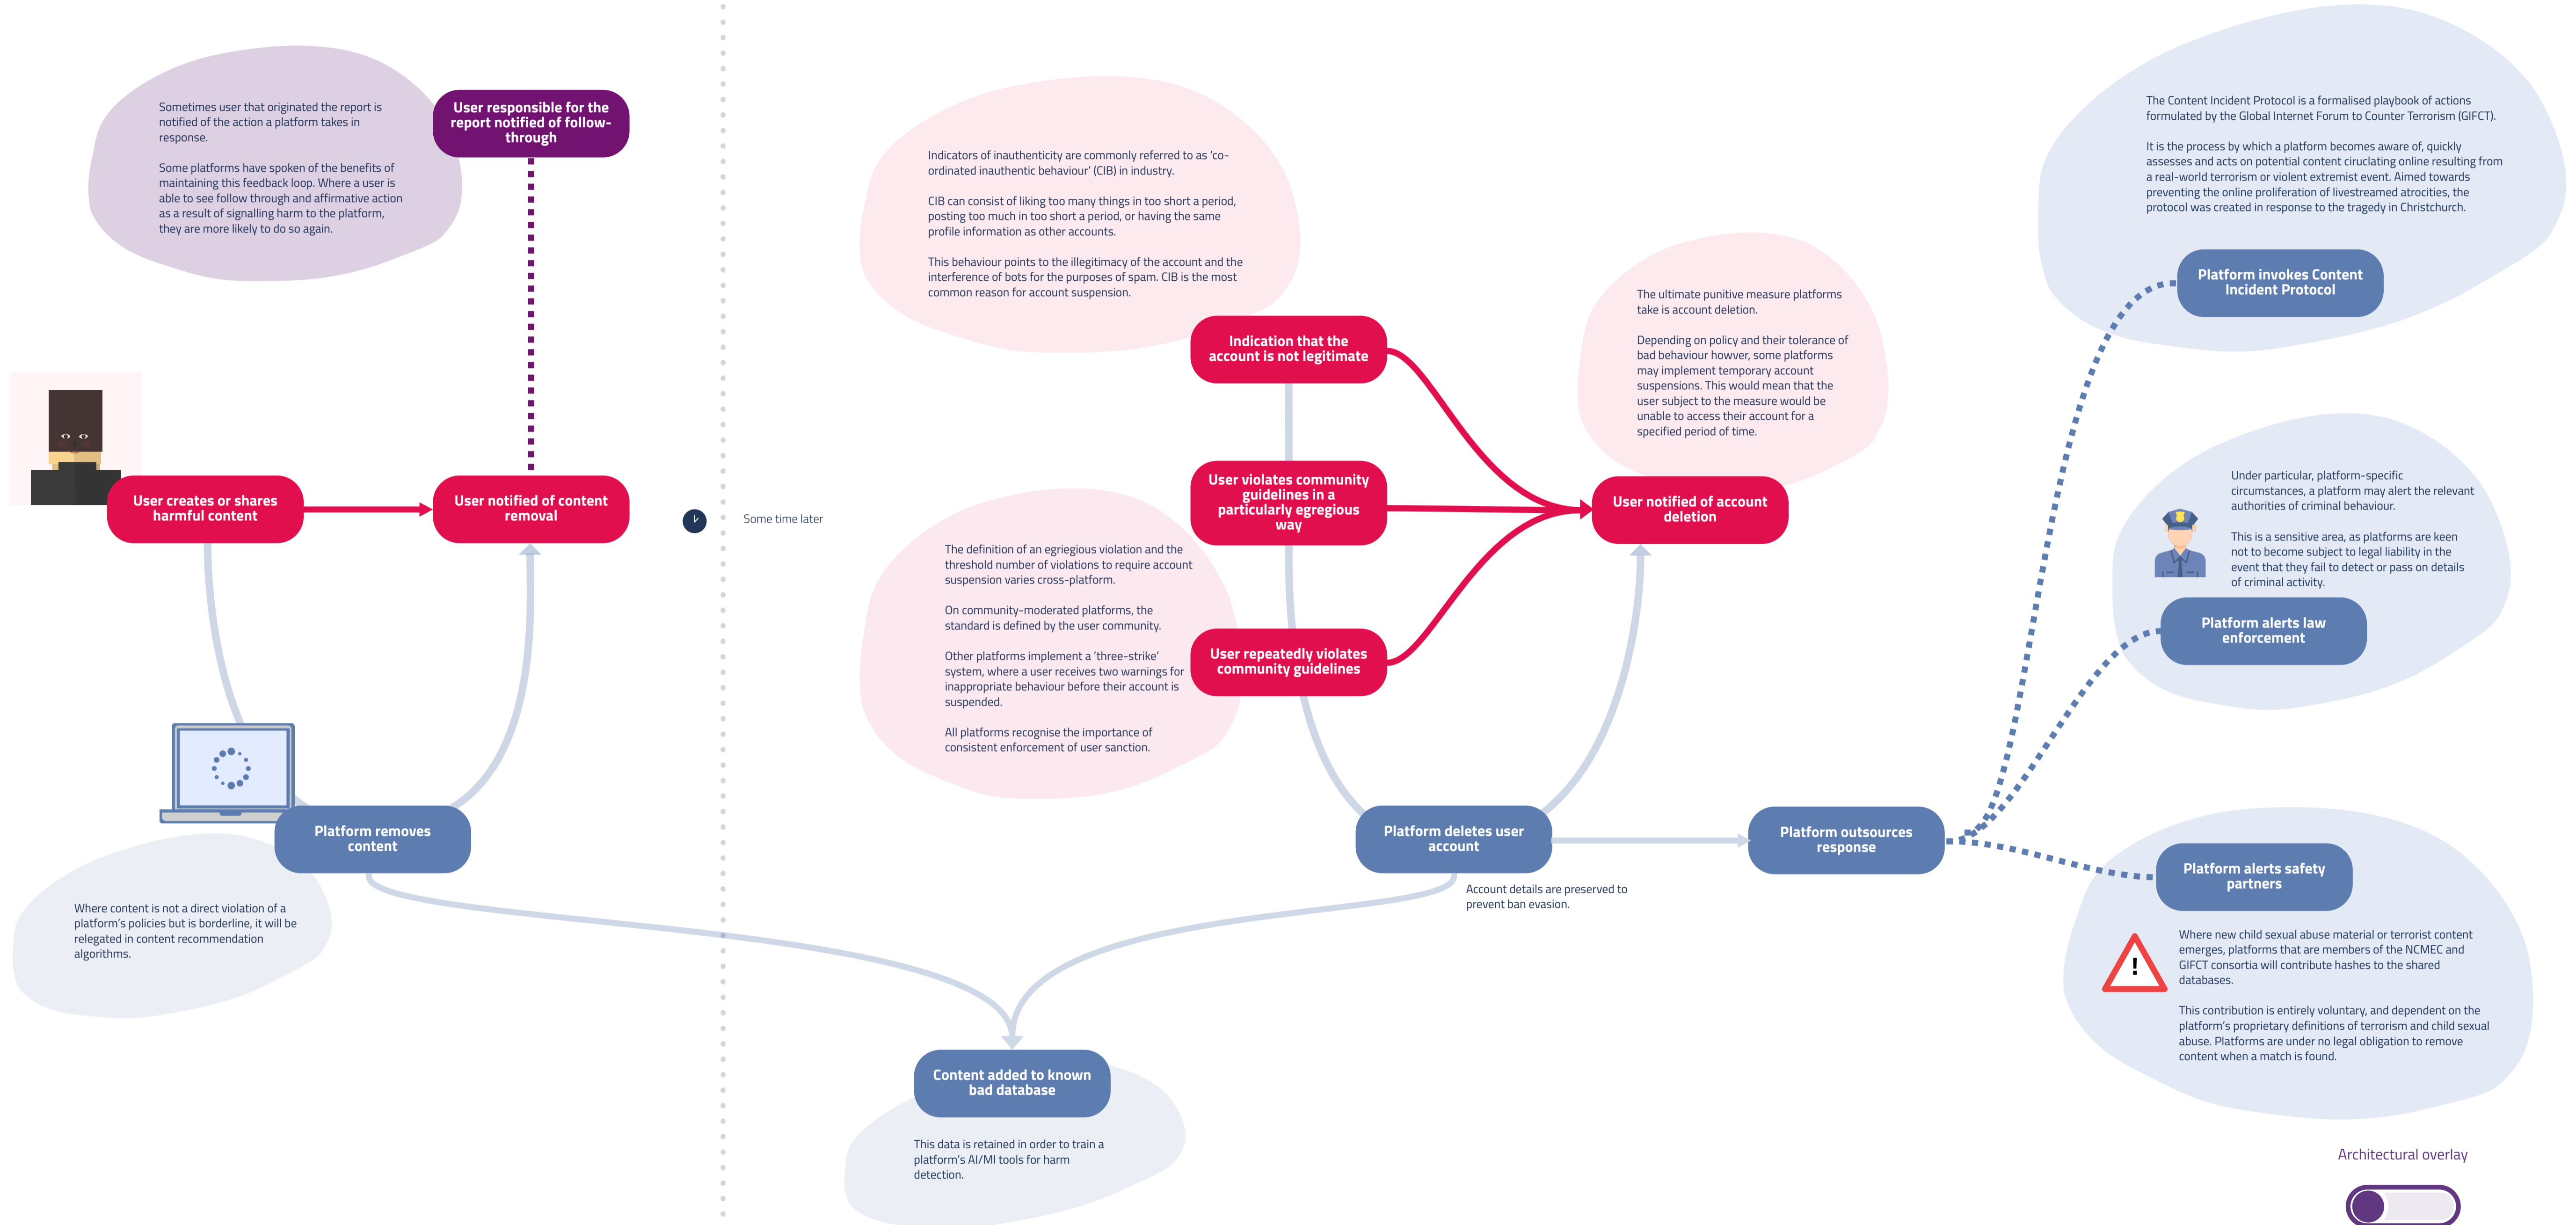 Sometimes user that originated the report is
notified of the action a platform takes in
response.
Some platforms have spoken of the benefits of
maintaining this feedback loop. Where a user is
able to see follow through and affirmative action
as a result of signalling harm to the platform,
they are more likely to do so again.
User responsible for the
report notified of follow-
through
User creates or shares
harmful content
User notified of content
removal
Platform removes
content
Where content is not a direct violation of a
platform's policies but is borderline, it will be
relegated in content recommendation
algorithms.
Some time later
Indicators of inauthenticity are commonly referred to as ‘co-
ordinated inauthentic behaviour’ (CIB) in industry.
CIB can consist of liking too many things in too short a period,
posting too much in too short a period, or having the same
profile information as other accounts.
This behaviour points to the illegitimacy of the account and the
interference of bots for the purposes of spam. CIB is the most
common reason for account suspension.
Indication that the
account is not legitimate
User violates community
guidelines in a
particularly egregious
way
The definition of an egriegious violation and the
threshold number of violations to require account
suspension varies cross-platform.
On community-moderated platforms, the
standard is defined by the user community.
Other platforms implement a ‘three-strike’
system, where a user receives two warnings for
inappropriate behaviour before their account is
suspended.
All platforms recognise the importance of
consistent enforcement of user sanction.
User repeatedly violates
community guidelines
The ultimate punitive measure platforms
take is account deletion.
Depending on policy and their tolerance of
bad behaviour howver, some platforms
may implement temporary account
suspensions. This would mean that the
user subject to the measure would be
unable to access their account for a
specified period of time.
User notified of account
deletion
Platform deletes user
account
Account details are preserved to
prevent ban evasion.
Platform outsources
response
Content added to known
bad database
This data is retained in order to train a
platform's AI/Ml tools for harm
detection.
The Content Incident Protocol is a formalised playbook of actions
formulated by the Global Internet Forum to Counter Terrorism (GIFCT).
It is the process by which a platform becomes aware of, quickly
assesses and acts on potential content ciruclating online resulting from
a real-world terrorism or violent extremist event. Aimed towards
preventing the online proliferation of livestreamed atrocities, the
protocol was created in response to the tragedy in Christchurch.
Platform invokes Content
Incident Protocol
Under particular, platform-specific
circumstances, a platform may alert the relevant
authorities of criminal behaviour.
This is a sensitive area, as platforms are keen
not to become subject to legal liability in the
event that they fail to detect or pass on details
of criminal activity.
Platform alerts law
enforcement
Platform alerts safety
partners
!
Where new child sexual abuse material or terrorist content
emerges, platforms that are members of the NCMEC and
GIFCT consortia will contribute hashes to the shared
databases.
This contribution is entirely voluntary, and dependent on the
platform's proprietary definitions of terrorism and child sexual
abuse. Platforms are under no legal obligation to remove
content when a match is found.
Architectural overlay